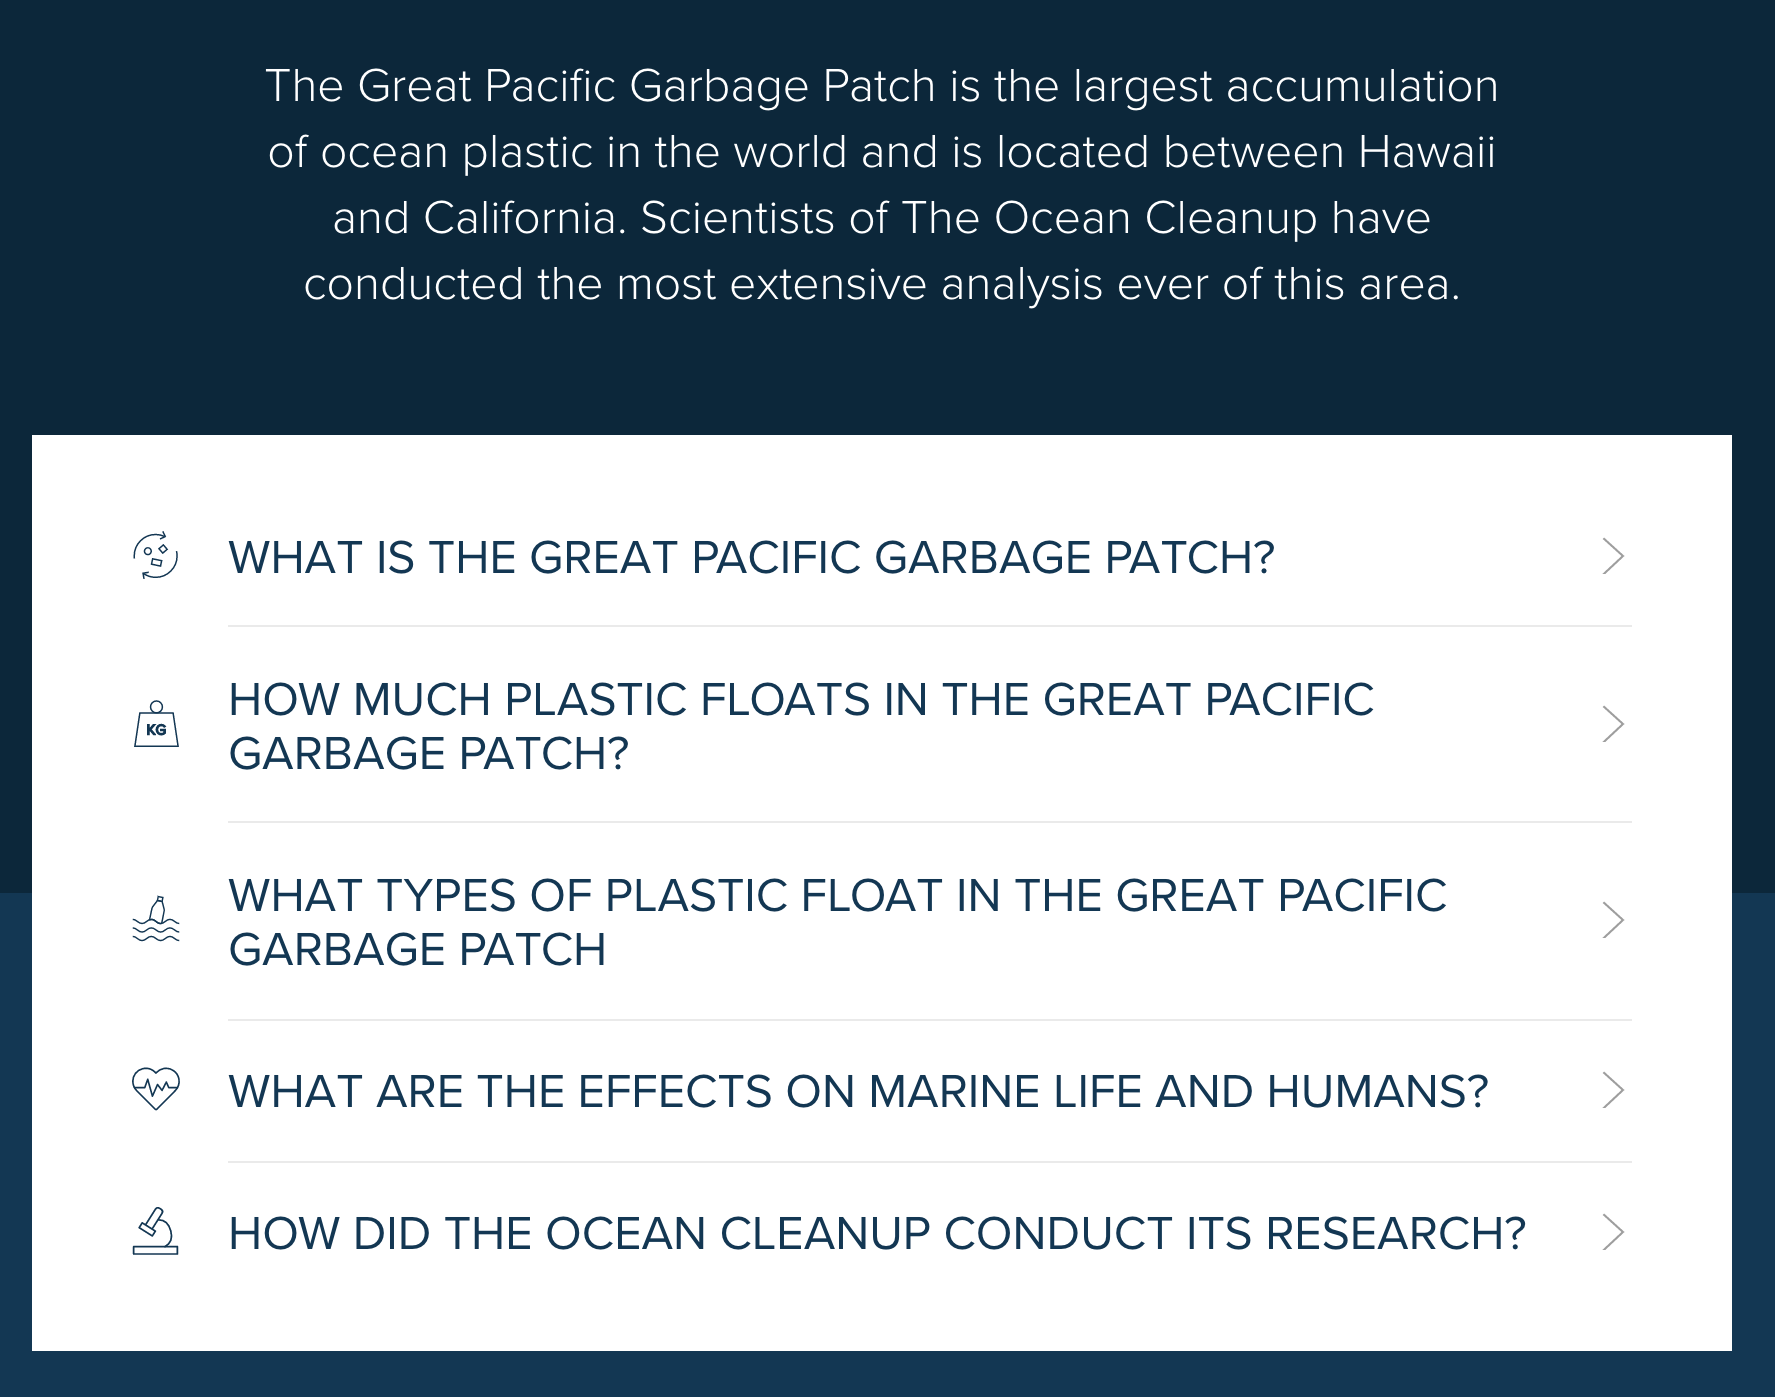 The Great Pacific Garbage Patch is the largest accumulation
of ocean plastic in the world and is located between Hawaii
and California. Scientists of The Ocean Cleanup have
conducted the most extensive analysis ever of this area.
WHAT IS THE GREAT PACIFIC GARBAGE PATCH?
KG
HOW MUCH PLASTIC FLOATS IN THE GREAT PACIFIC
GARBAGE PATCH?
WHAT TYPES OF PLASTIC FLOAT IN THE GREAT PACIFIC
GARBAGE PATCH
WHAT ARE THE EFFECTS ON MARINE LIFE AND HUMANS?
HOW DID THE OCEAN CLEANUP CONDUCT ITS RESEARCH?